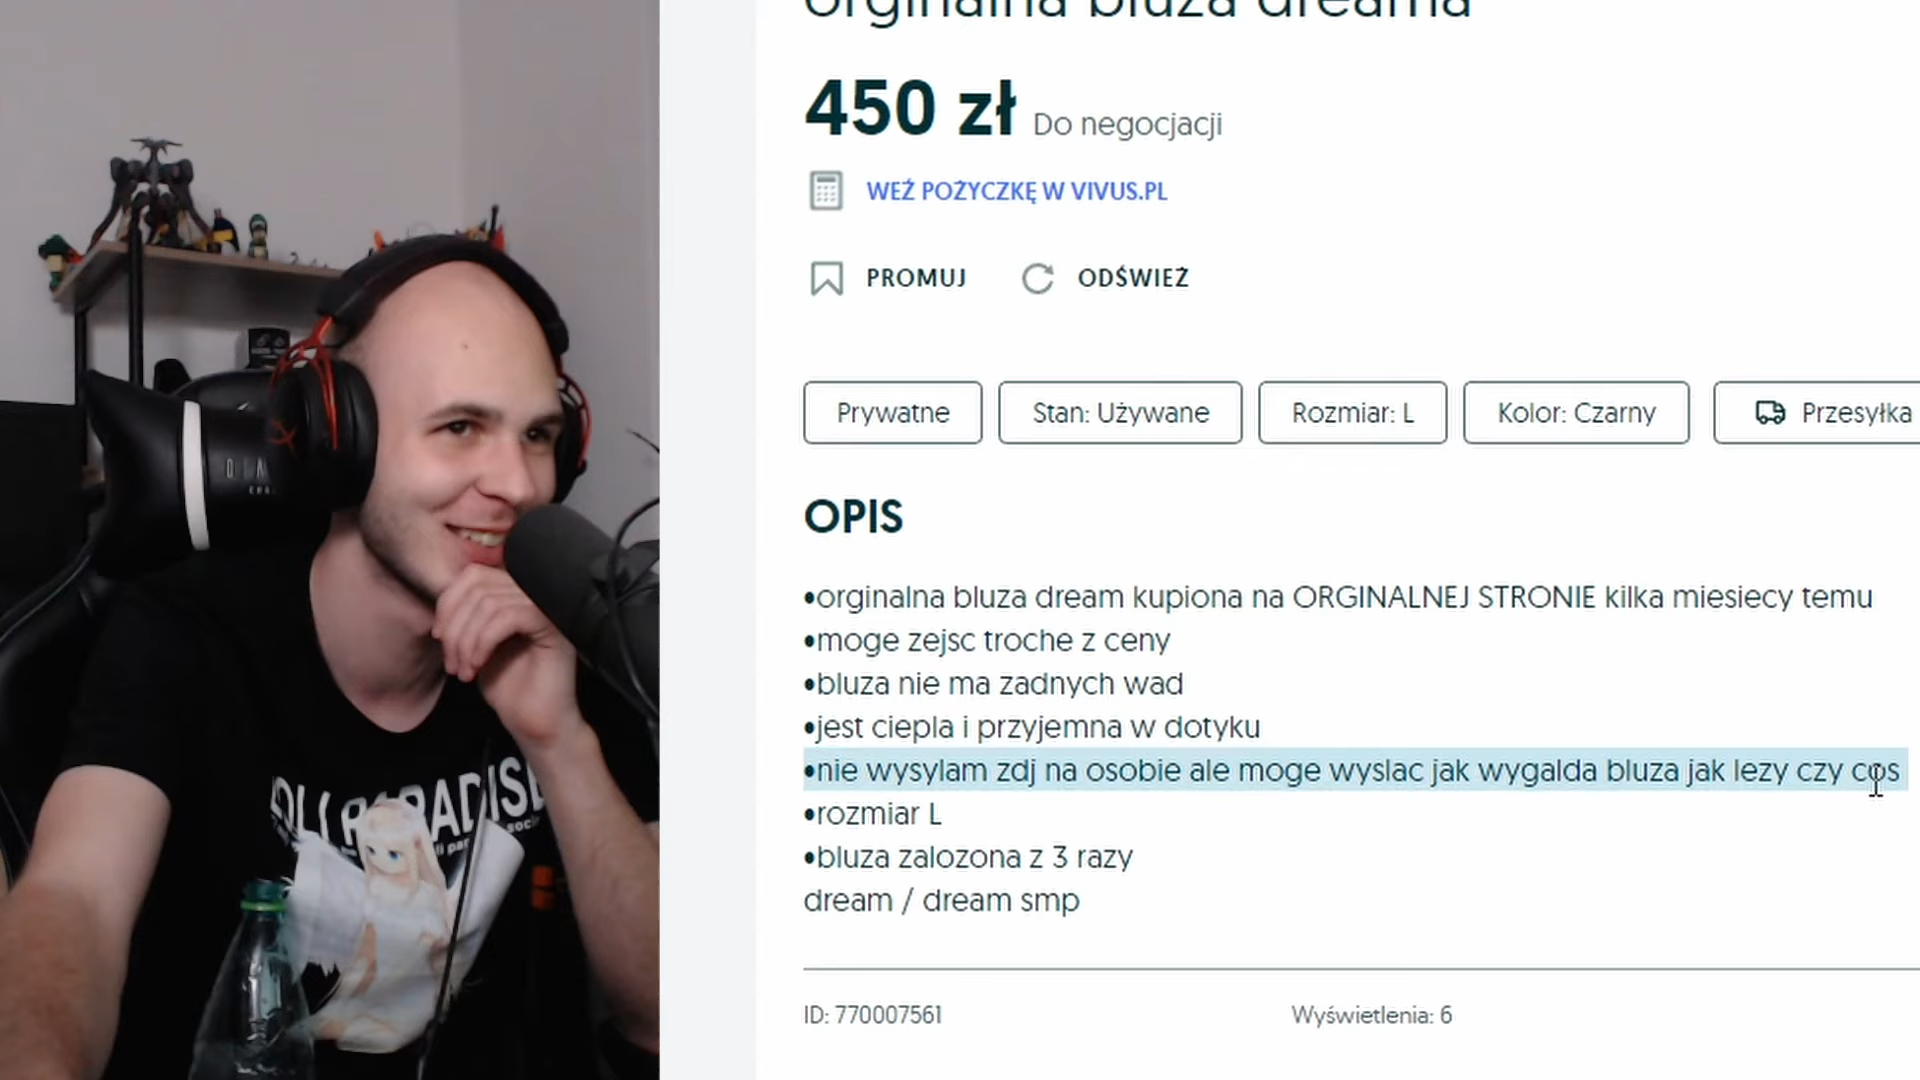 orginalna bluza dreama
450 zł Do negocjacji
WEŹ POŻYCZKĘ W VIVUS.PL
PROMUJ ODŚWIEŻ
Prywatne Stan: Używane Rozmiar: L Kolor: Czarny Przesyłka
OPIS
•orginalna bluza dream kupiona na ORGINALNEJ STRONIE kilka miesiecy temu
•moge zejsc troche z ceny
•bluza nie ma zadnych wad
•jest ciepla i przyjemna w dotyku
•nie wysylam zdj na osobie ale moge wyslac jak wygalda bluza jak lezy czy cos
•rozmiar L
•bluza zalozona z 3 razy
dream / dream smp
ID: 770007561 Wyświetlenia: 6